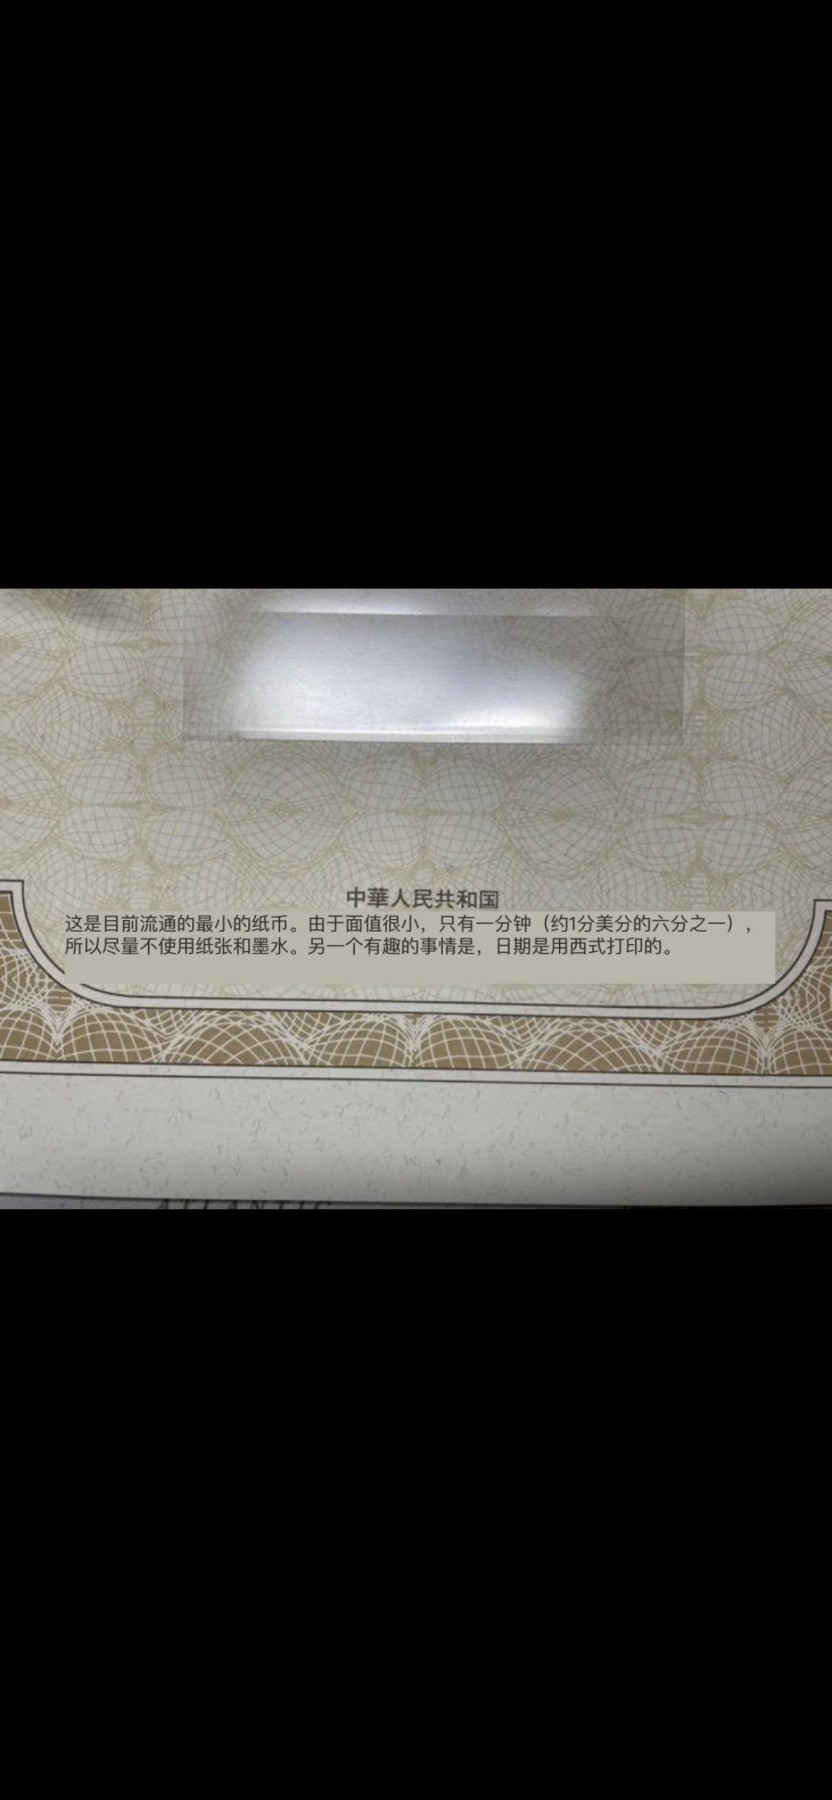 中華人民共和国
这是目前流通的最小的纸币。由于面值很小，只有一分钟（约1分美分的六分之一），
所以尽量不使用纸张和墨水。另一个有趣的事情是，日期是用西式打印的。